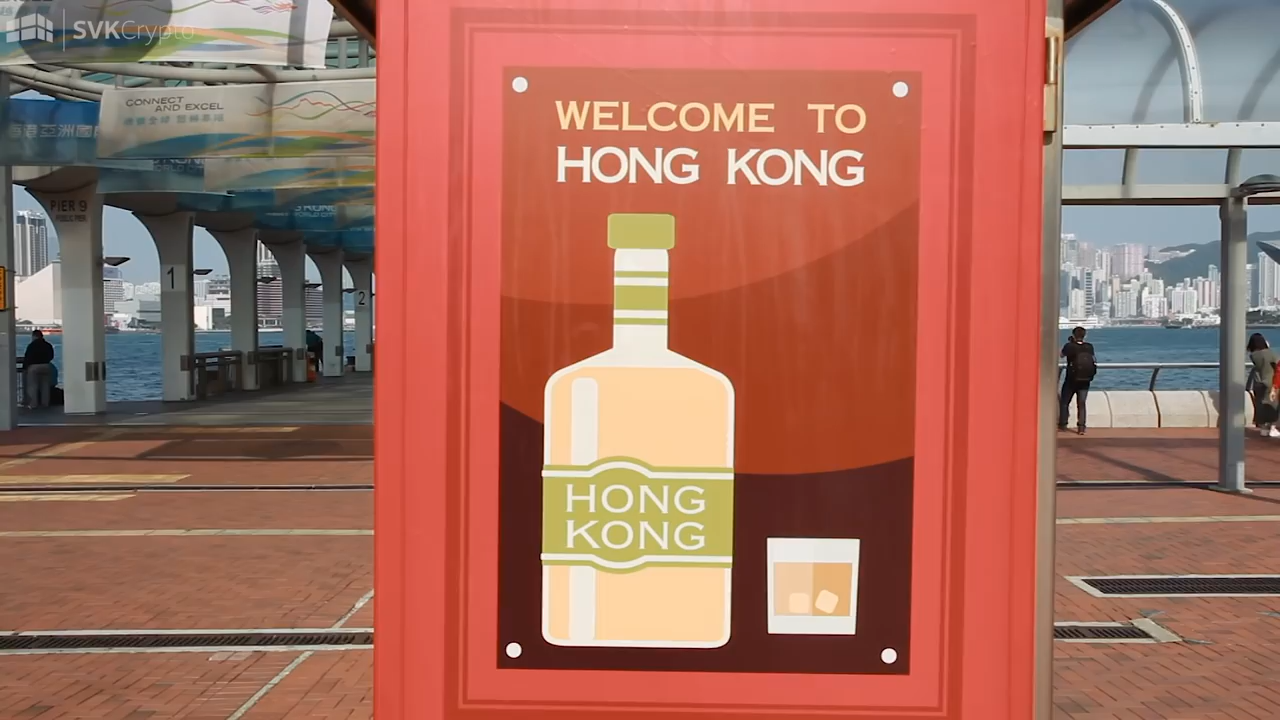 SVKCrypto
CONNECT
AND EXCEL
PIER 9
1
2
WELCOME TO
HONG KONG
HONG
KONG